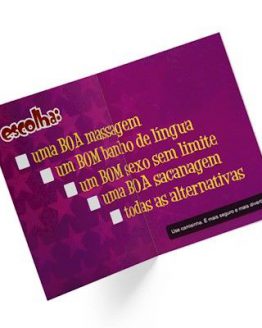 escolha:
uma BOA massagem
um BOM banho de língua
um BOM sexo sem limite
uma BOA sacanagem
todas as alternativas
Use camisinha. É mais seguro e mais divert